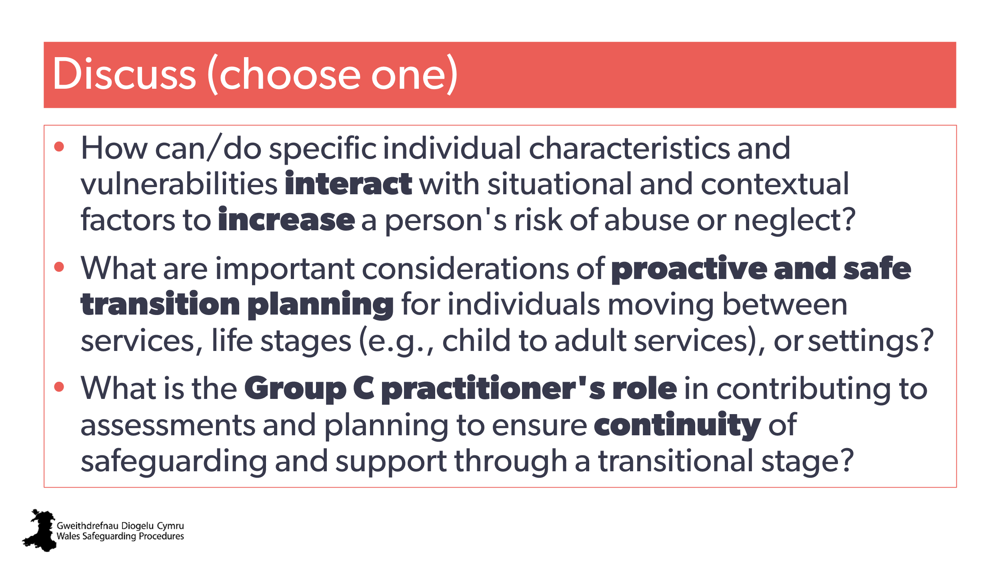 Discuss (choose one)
• How can/do specific individual characteristics and
vulnerabilities interact with situational and contextual
factors to increase a person's risk of abuse or neglect?
• What are important considerations of proactive and safe
transition planning for individuals moving between
services, life stages (e.g., child to adult services), or settings?
• What is the Group C practitioner's role in contributing to
assessments and planning to ensure continuity of
safeguarding and support through a transitional stage?
Gweithdrefnau Diogelu Cymru
Wales Safeguarding Procedures